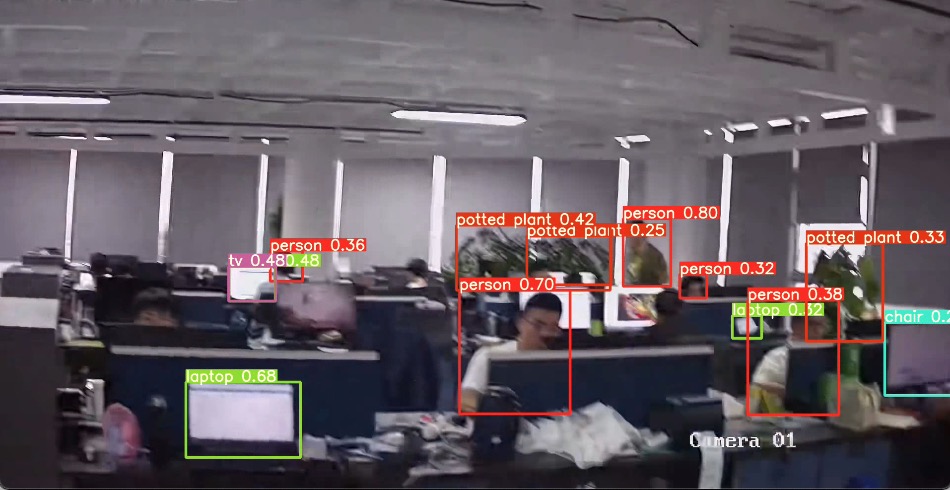 potted plant 0.42
person 0.80
potted plant 0.25
potted plant 0.33
person 0.36
tv 0.48
0.48
person 0.32
person 0.70
person 0.38
laptop 0.32
chair 0.2
laptop 0.68
Camera 01